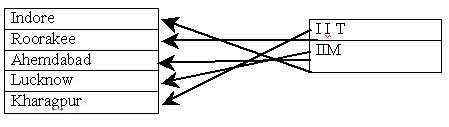 Indore
Roorakee
Ahemdabad
Lucknow
Kharagpur
I I T
IIM